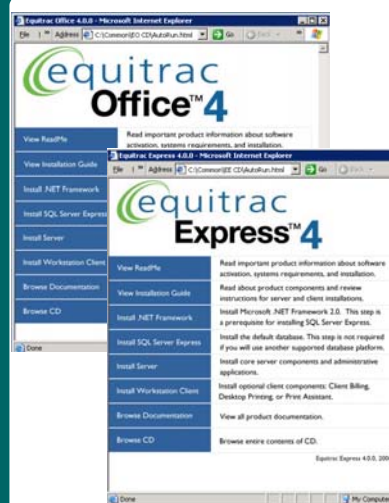 Equitrac Office 4.0.0 - Microsoft Internet Explorer
File
Address
C:\Common\EO CD\AutoRun.html
Go
Back
equitrac
Office™ 4
View ReadMe
Read important product information about software
activation, systems requirements, and installation.
View Installation Guide
Install .NET Framework
Install SQL Server Express
Install Server
Install Workstation Client
Browse Documentation
Browse CD
Done
Equitrac Express 4.0.0 - Microsoft Internet Explorer
File
Address
C:\Common\EE CD\AutoRun.html
Go
Back
equitrac
Express™ 4
View ReadMe
Read important product information about software
activation, systems requirements, and installation.
View Installation Guide
Read about product components and review
instructions for server and client installations.
Install .NET Framework
Install Microsoft .NET Framework 2.0. This step is
a prerequisite for installing SQL Server Express.
Install SQL Server Express
Install the default database. This step is not required
if you will use another supported database platform.
Install Server
Install core server components and administrative
applications.
Install Workstation Client
Install optional client components: Client Billing,
Desktop Printing, or Print Assistant.
Browse Documentation
View all product documentation.
Browse CD
Browse entire contents of CD.
Equitrac Express 4.0.0,
Done
My Computer